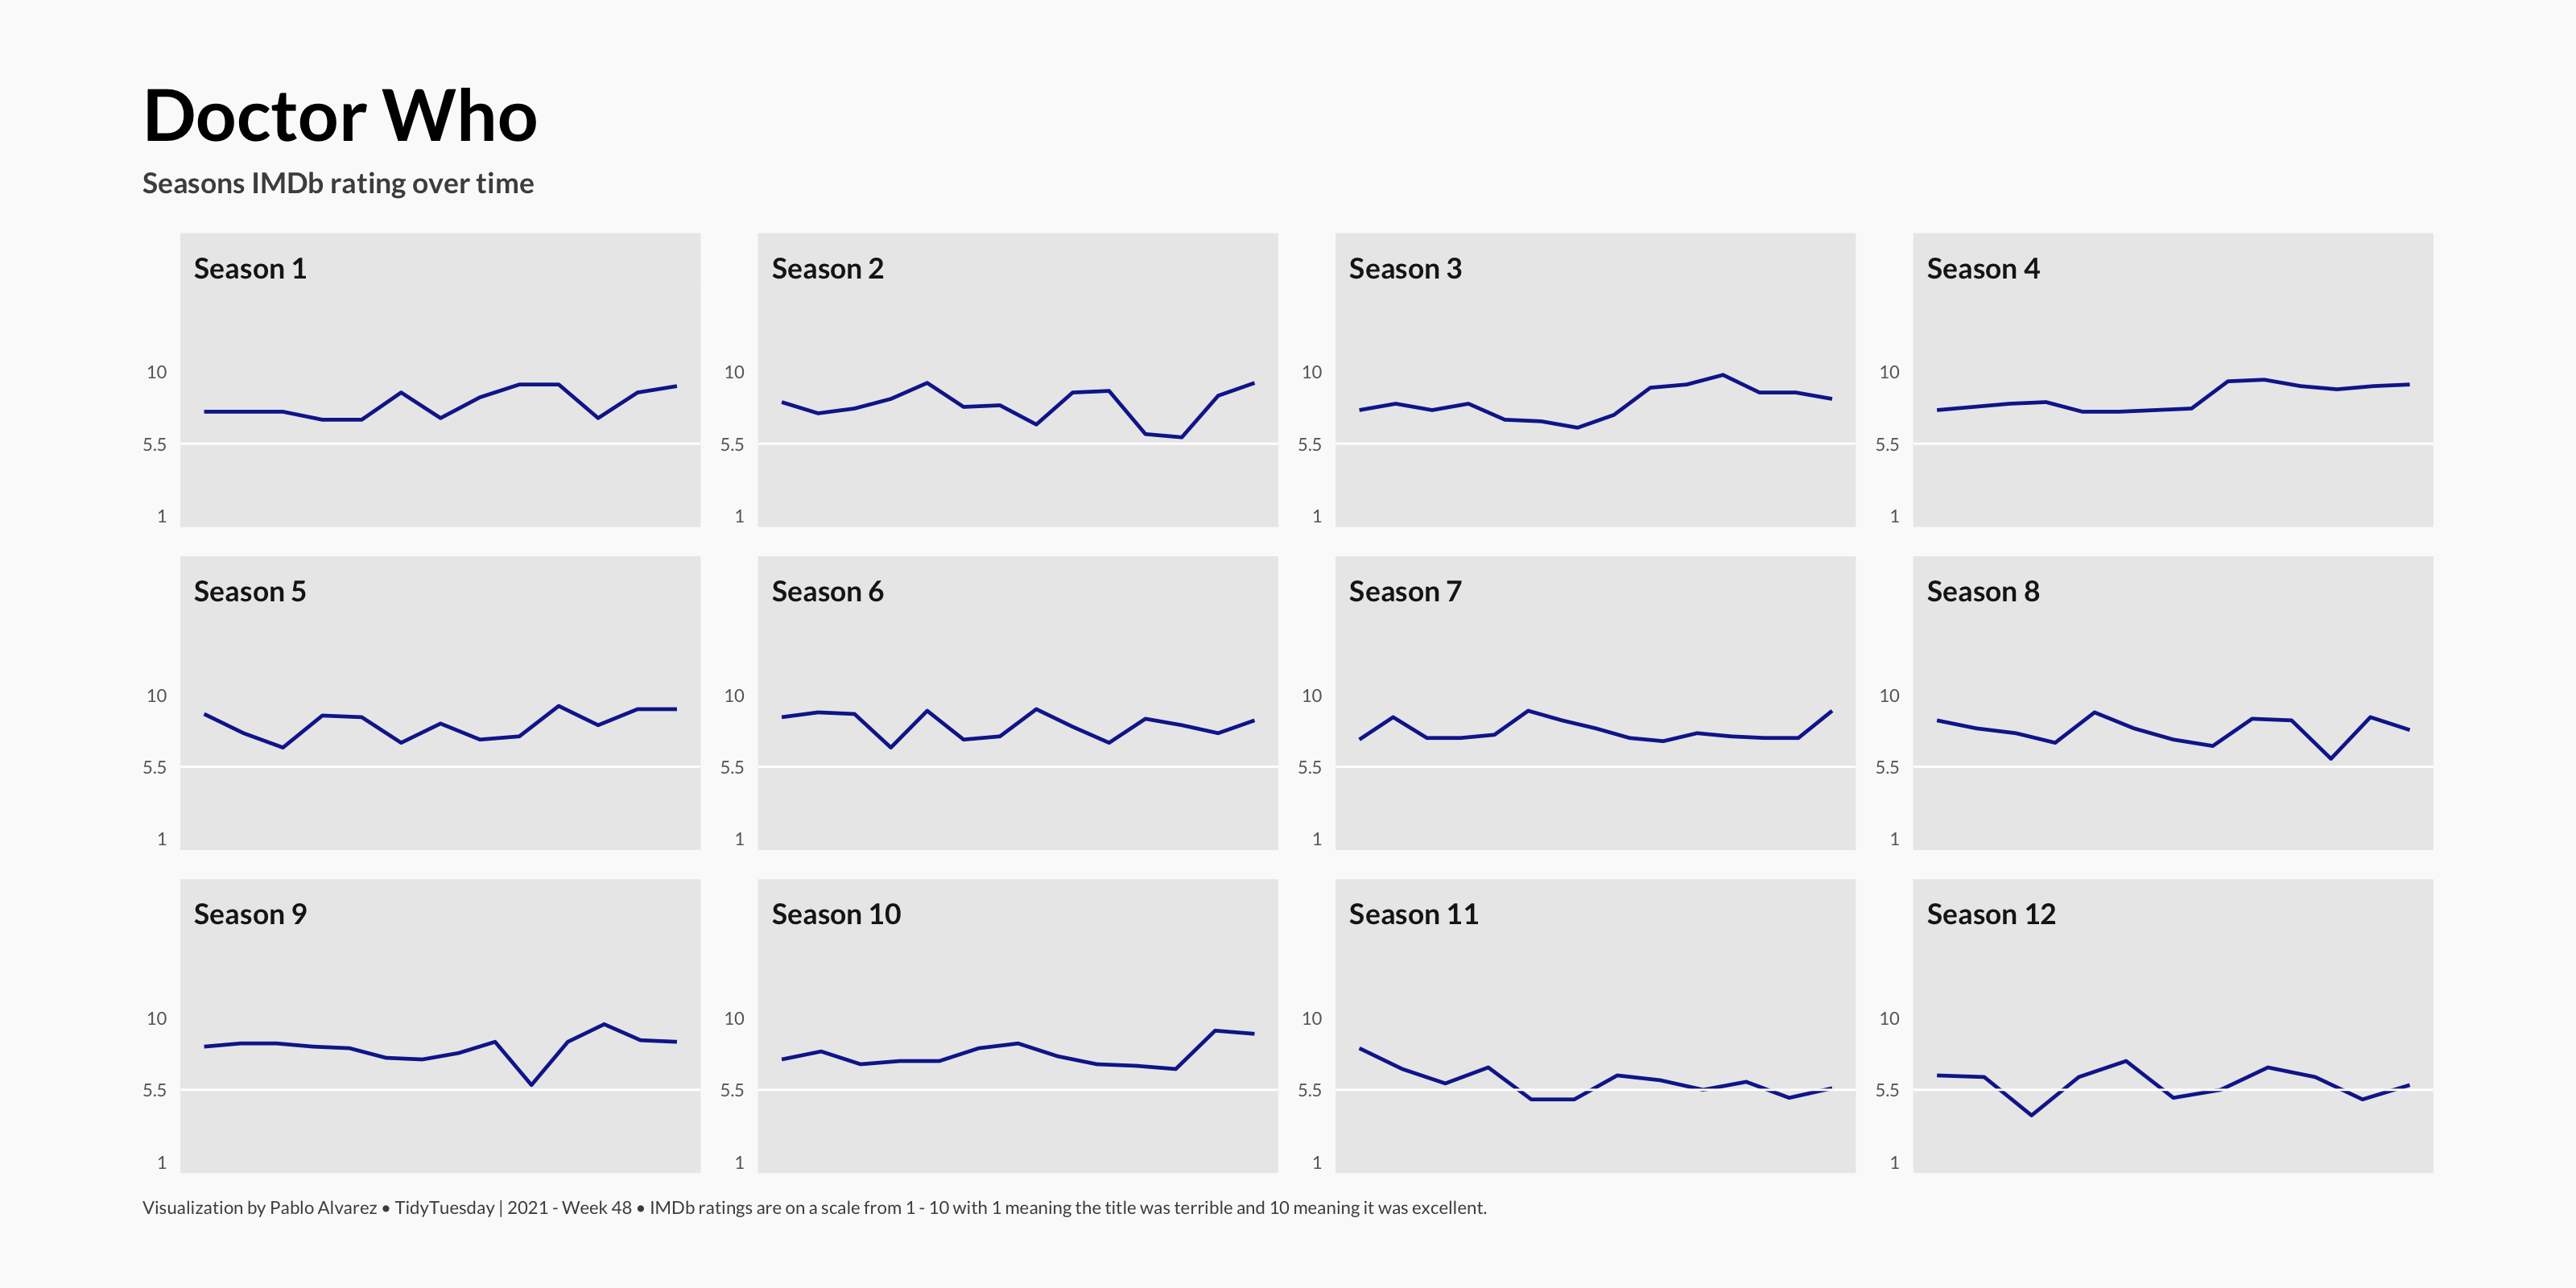 Doctor Who
Seasons IMDb rating over time
Season 1
10
5.5
1
Season 2
10
5.5
1
Season 3
10
5.5
1
Season 4
10
5.5
1
Season 5
10
5.5
1
Season 6
10
5.5
1
Season 7
10
5.5
1
Season 8
10
5.5
1
Season 9
10
5.5
1
Season 10
10
5.5
1
Season 11
10
5.5
1
Season 12
10
5.5
1
Visualization by Pablo Alvarez • TidyTuesday | 2021 - Week 48 • IMDb ratings are on a scale from 1 - 10 with 1 meaning the title was terrible and 10 meaning it was excellent.